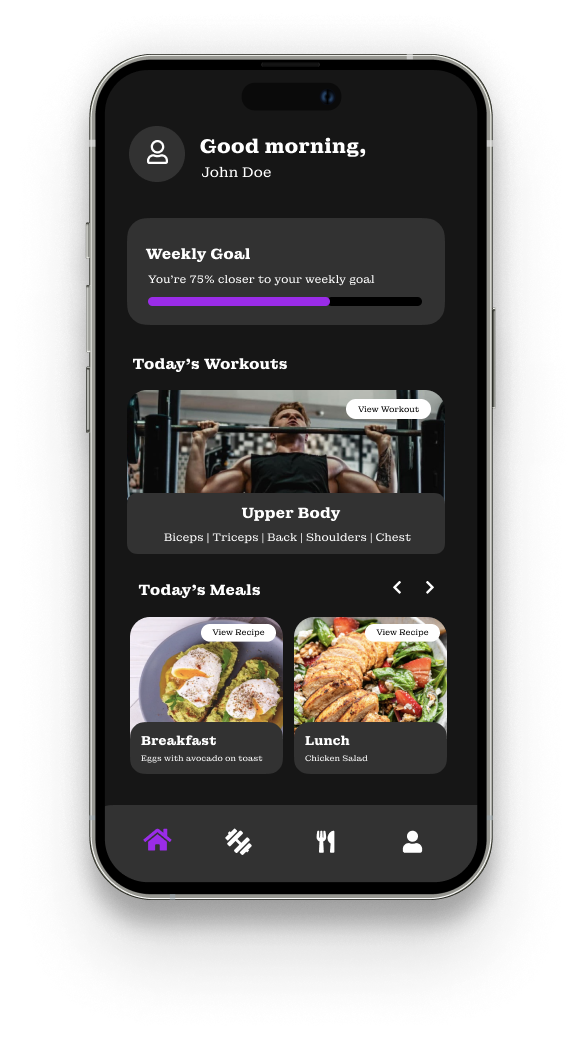 Good morning,
John Doe
Weekly Goal
You're 75% closer to your weekly goal
Today's Workouts
View Workout
Upper Body
Biceps | Triceps | Back | Shoulders | Chest
Today's Meals
View Recipe
View Recipe
Breakfast
Eggs with avocado on toast
Lunch
Chicken Salad